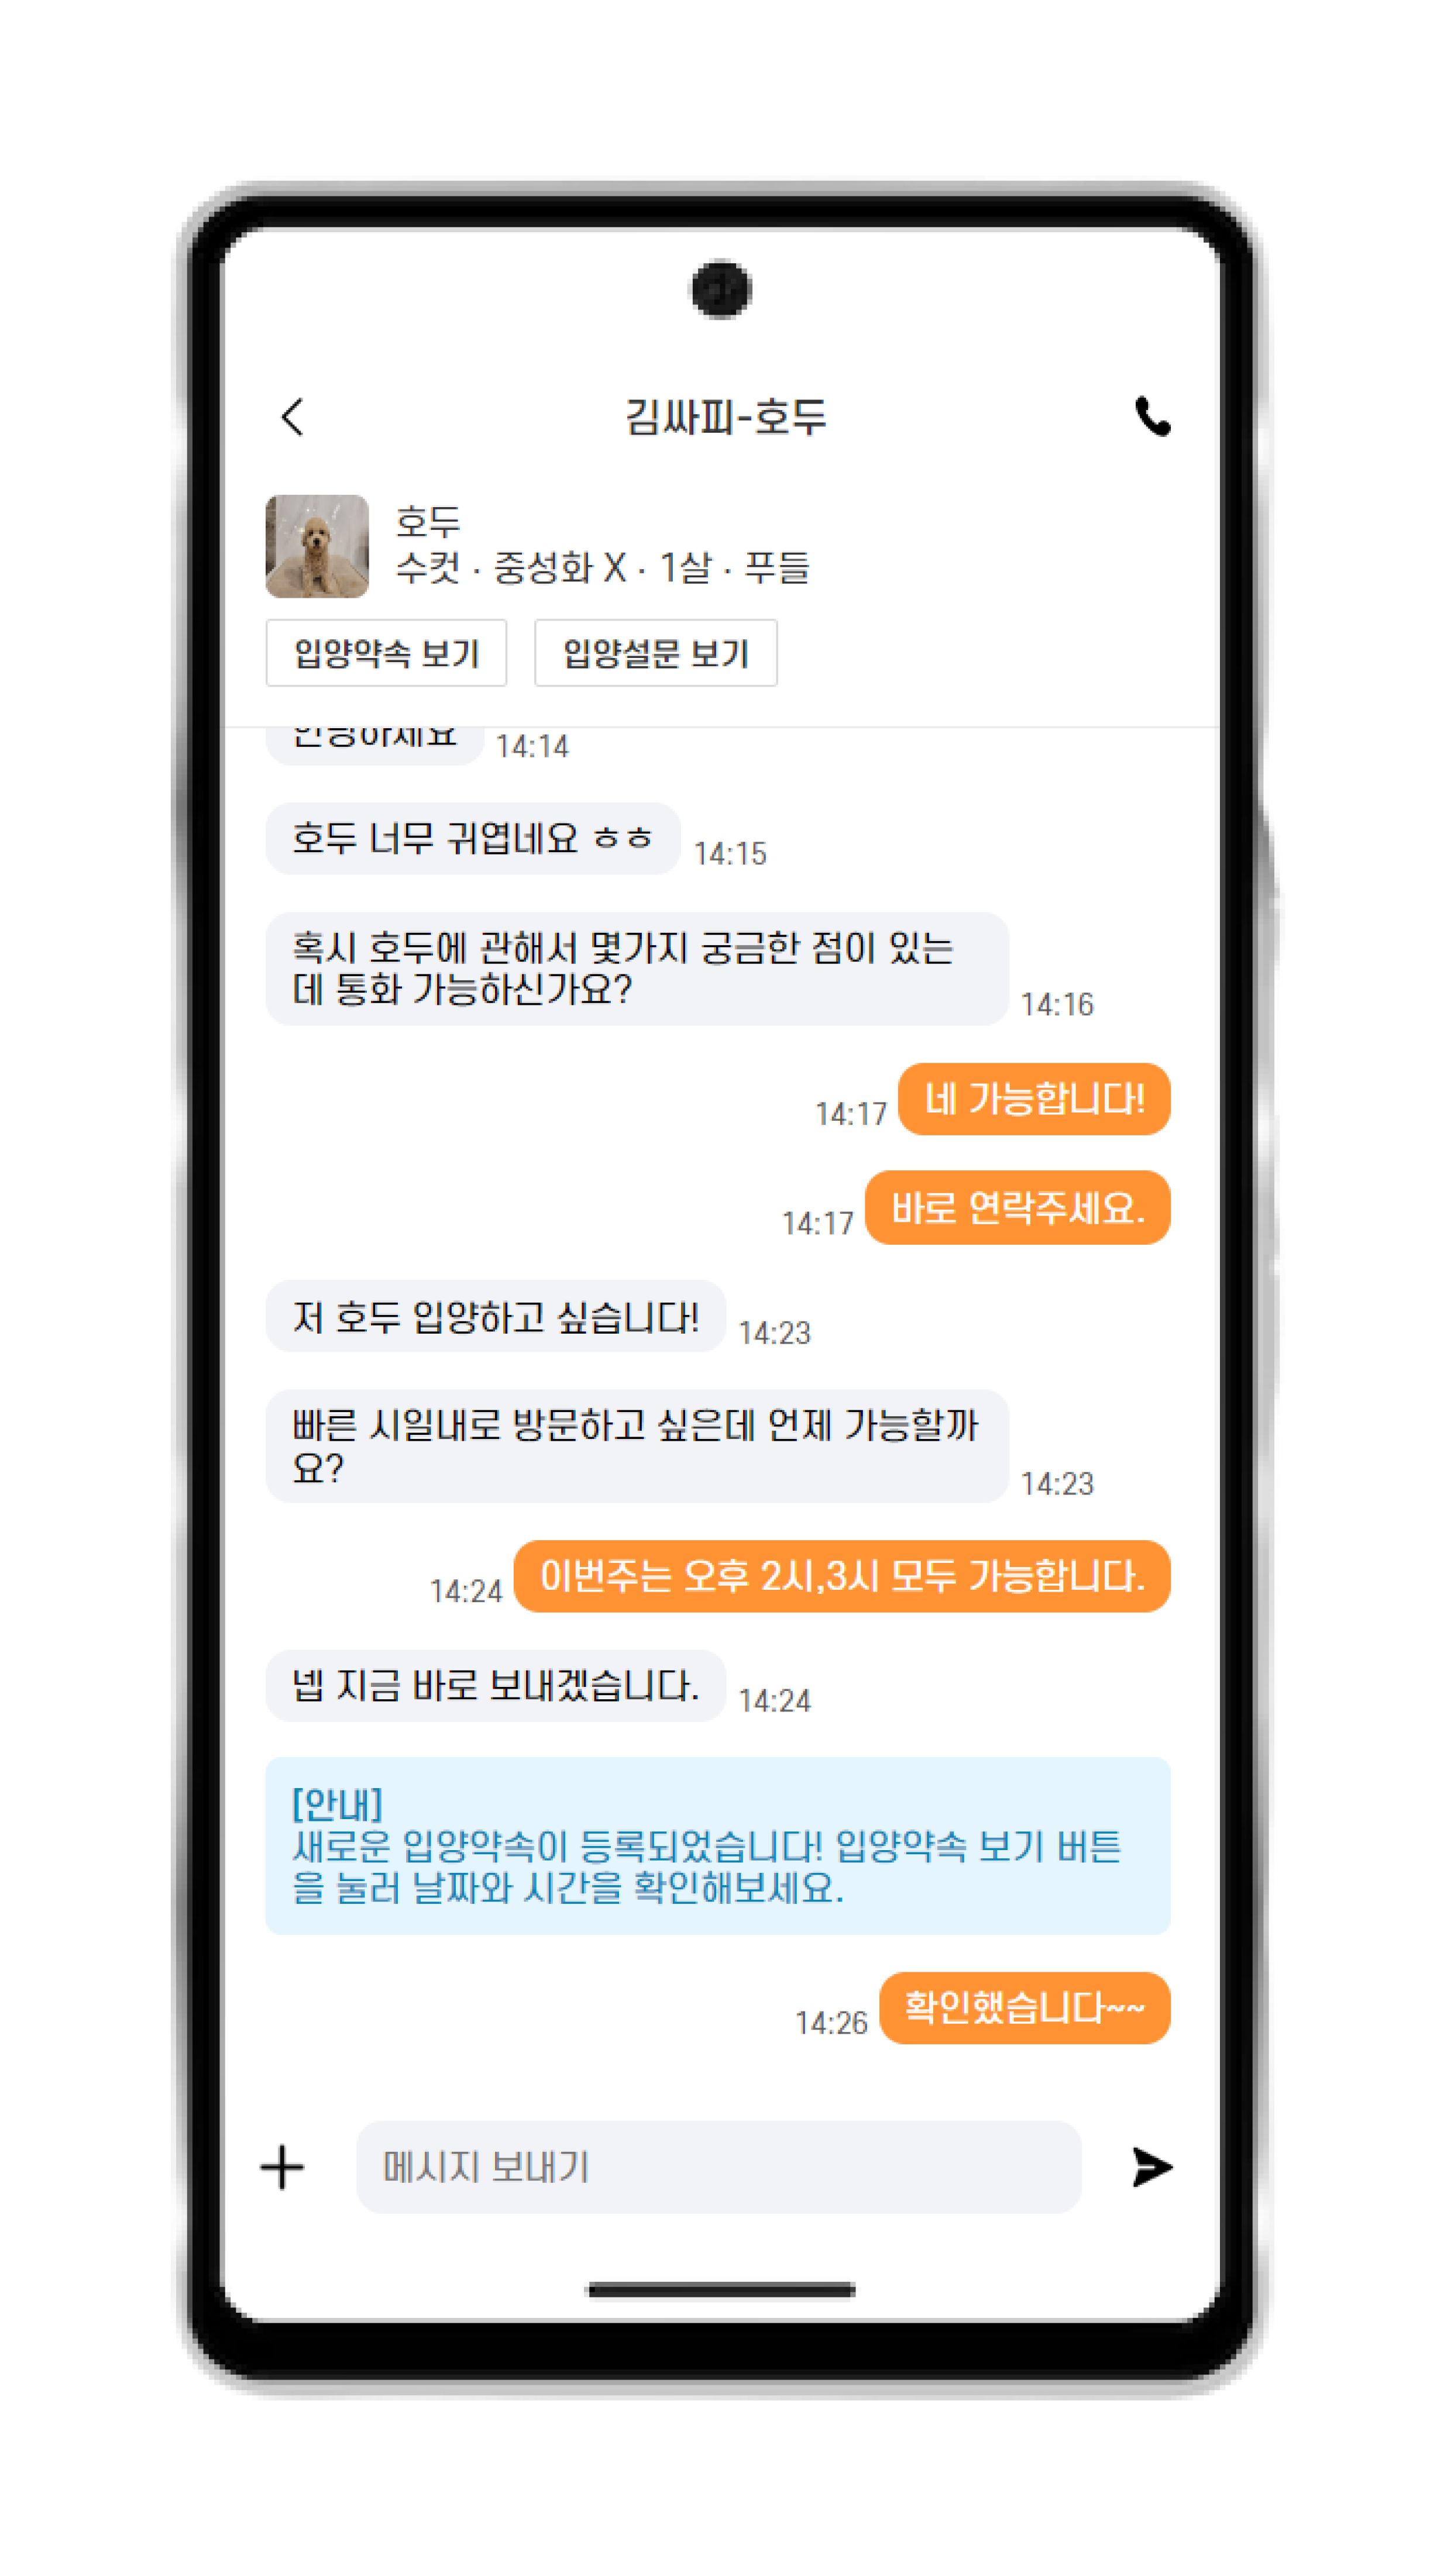 김싸피-호두
호두
수컷 · 중성화 X · 1살 · 푸들
입양약속 보기
입양설문 보기
안녕하세요
14:14
호두 너무 귀엽네요 ㅎㅎ
14:15
혹시 호두에 관해서 몇가지 궁금한 점이 있는
데 통화 가능하신가요?
14:16
네 가능합니다!
14:17
바로 연락주세요.
14:17
저 호두 입양하고 싶습니다!
14:23
빠른 시일내로 방문하고 싶은데 언제 가능할까
요?
14:23
이번주는 오후 2시,3시 모두 가능합니다.
14:24
넵 지금 바로 보내겠습니다.
14:24
[안내]
새로운 입양약속이 등록되었습니다! 입양약속 보기 버튼
을 눌러 날짜와 시간을 확인해보세요.
확인했습니다~~
14:26
메시지 보내기